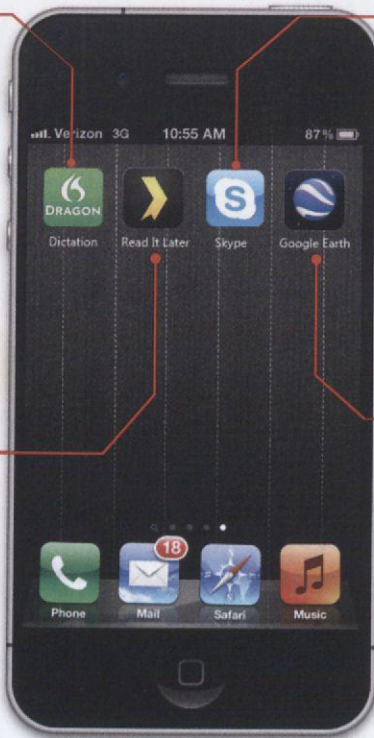 Verizon 3G 10:55 AM 87%
DRAGON S
Dictation Read It Later Skype Google Earth
18
Phone Mail Safari Music